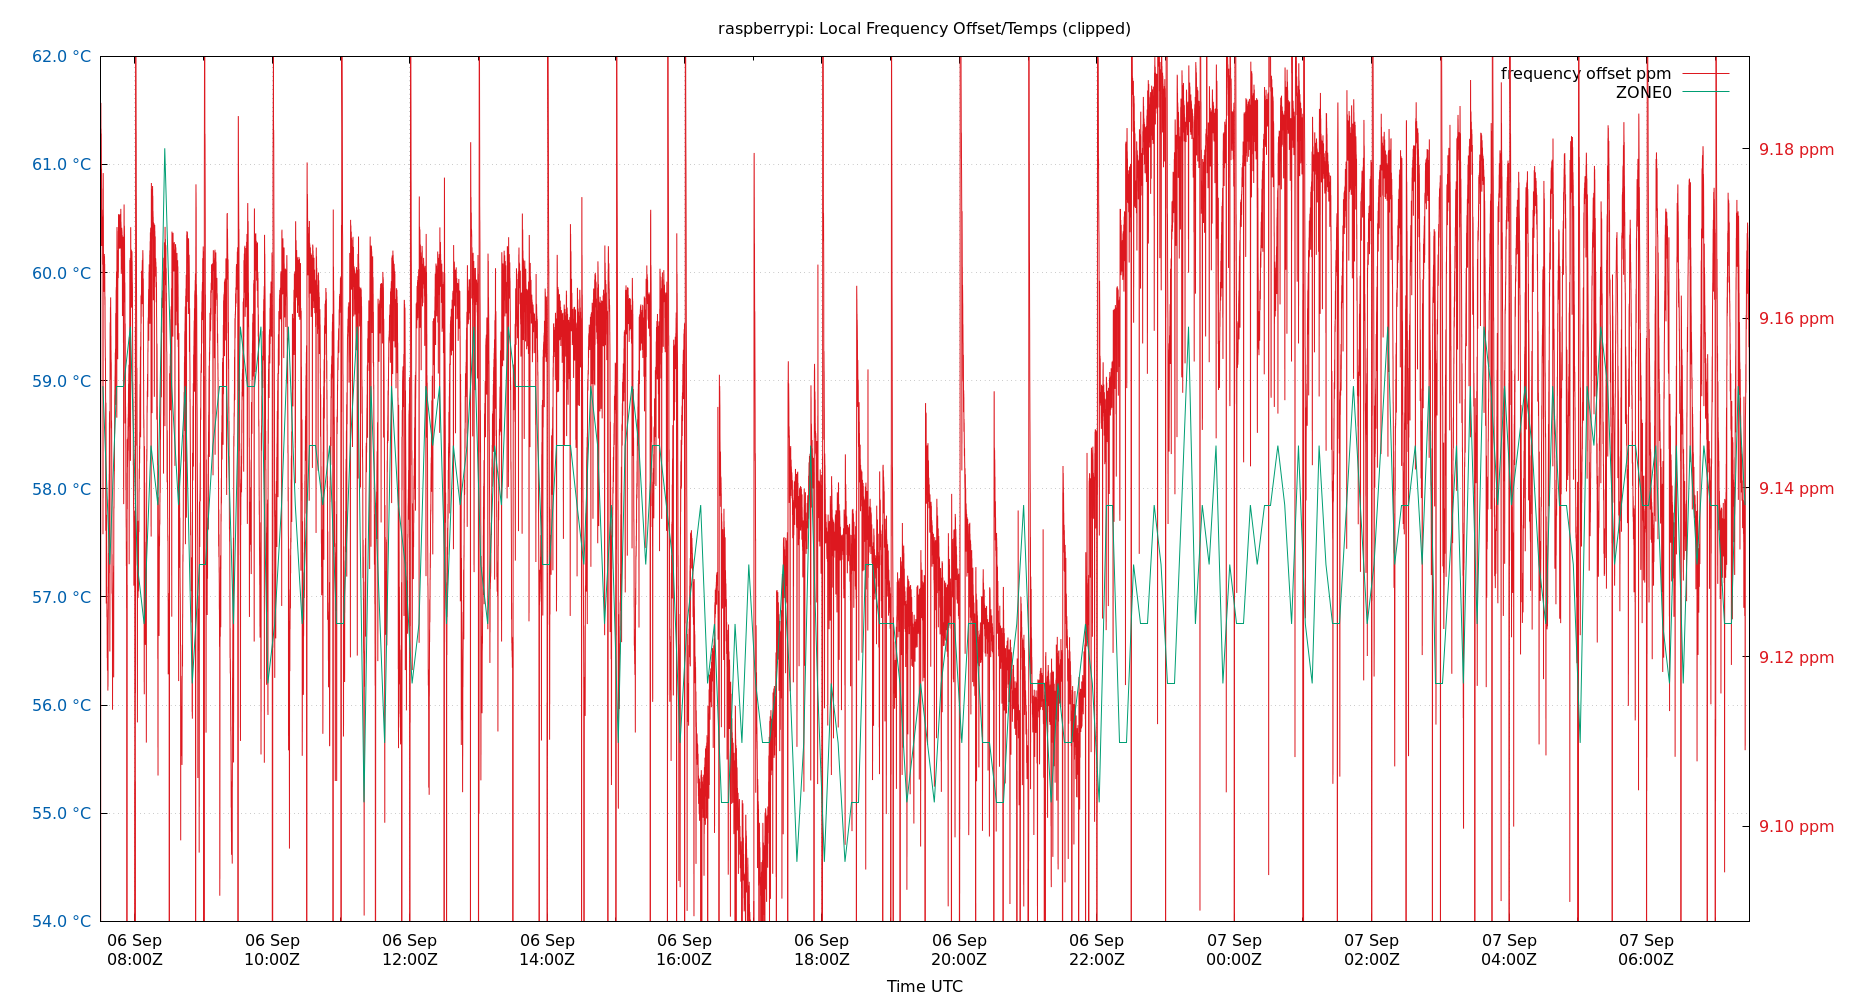 raspberrypi: Local Frequency Offset/Temps (clipped)
62.0 °C
61.0 °C
60.0 °C
59.0 °C
58.0 °C
57.0 °C
56.0 °C
55.0 °C
54.0 °C
frequency offset ppm
ZONE0
9.18 ppm
9.16 ppm
9.14 ppm
9.12 ppm
9.10 ppm
06 Sep 06 Sep 06 Sep 06 Sep 06 Sep 06 Sep 06 Sep 06 Sep 07 Sep 07 Sep 07 Sep 07 Sep
08:00Z 10:00Z 12:00Z 14:00Z 16:00Z 18:00Z 20:00Z 22:00Z 00:00Z 02:00Z 04:00Z 06:00Z
Time UTC